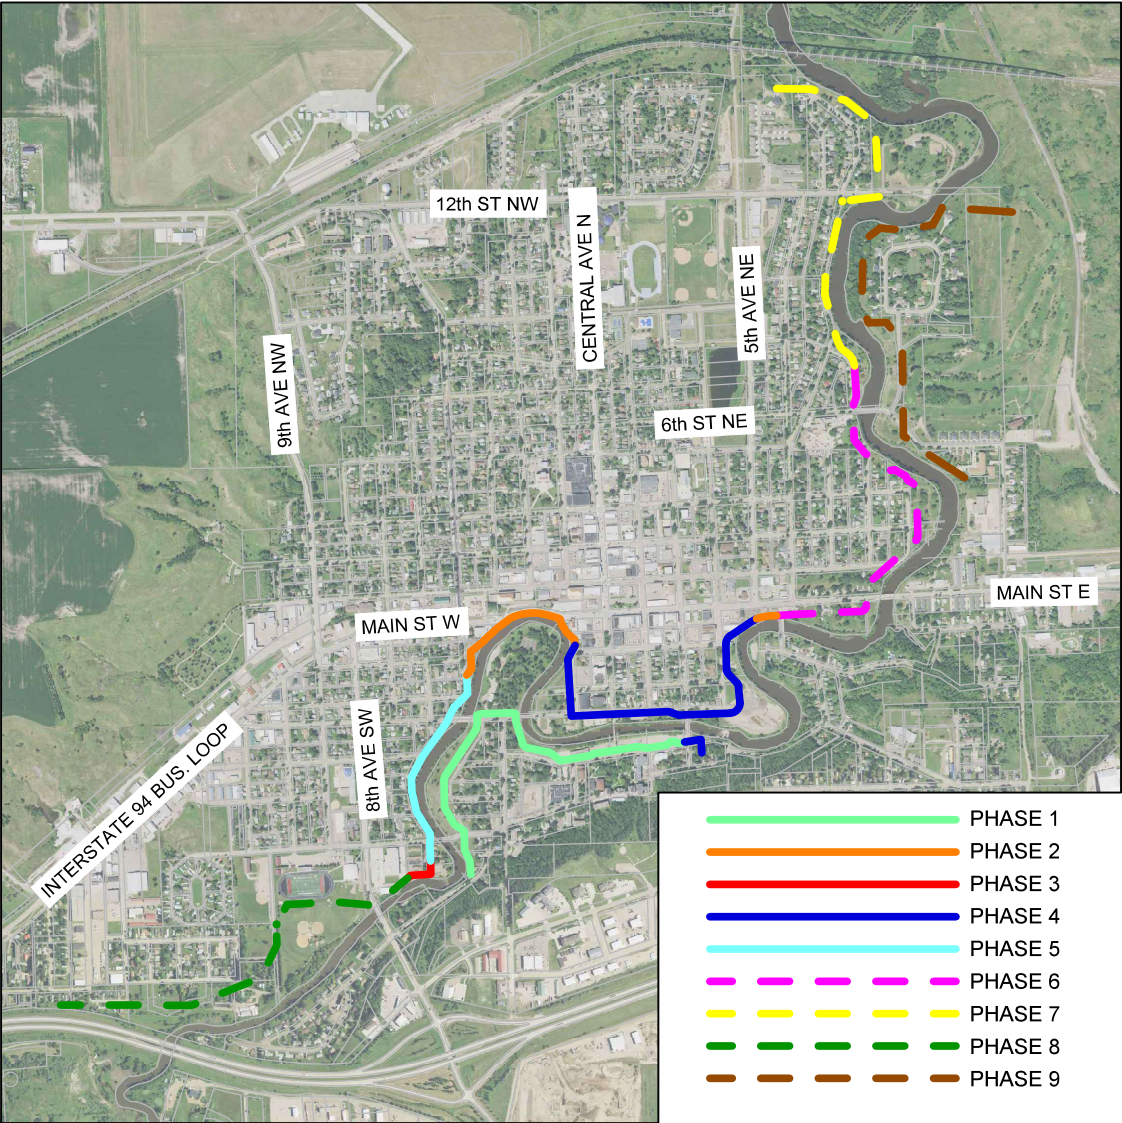 12th ST NW
CENTRAL AVE N
5th AVE NE
9th AVE NW
6th ST NE
MAIN ST E
MAIN ST W
8th AVE SW
INTERSTATE 94 BUS. LOOP
PHASE 1
PHASE 2
PHASE 3
PHASE 4
PHASE 5
PHASE 6
PHASE 7
PHASE 8
PHASE 9